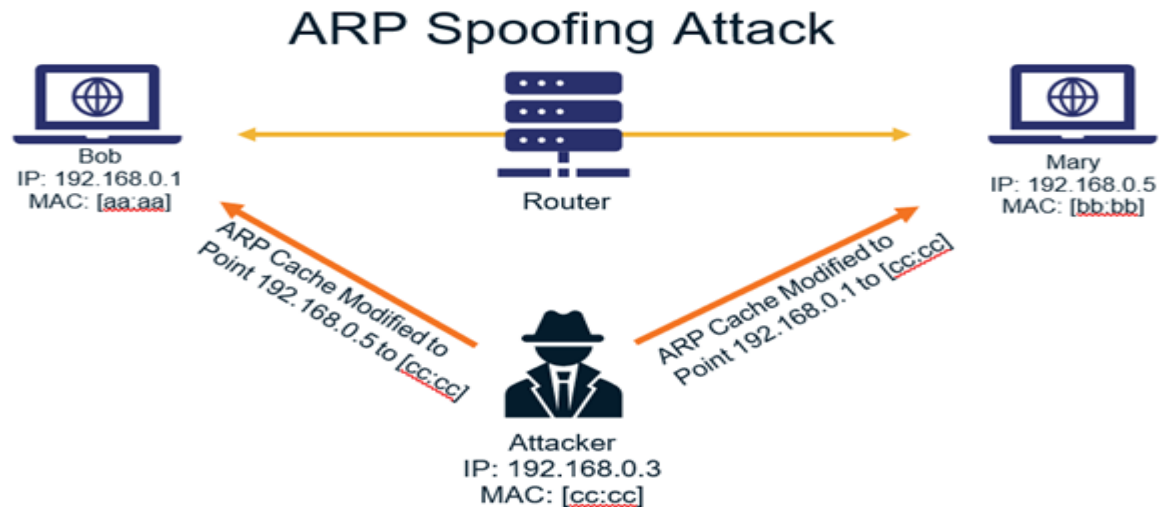 ARP Spoofing Attack
Bob
IP: 192.168.0.1
MAC: [aa:aa]
Router
Mary
IP: 192.168.0.5
MAC: [bb:bb]
ARP Cache Modified to
Point 192.168.0.5 to [cc:cc]
ARP Cache Modified to
Point 192.168.0.1 to [cc:cc]
Attacker
IP: 192.168.0.3
MAC: [cc:cc]